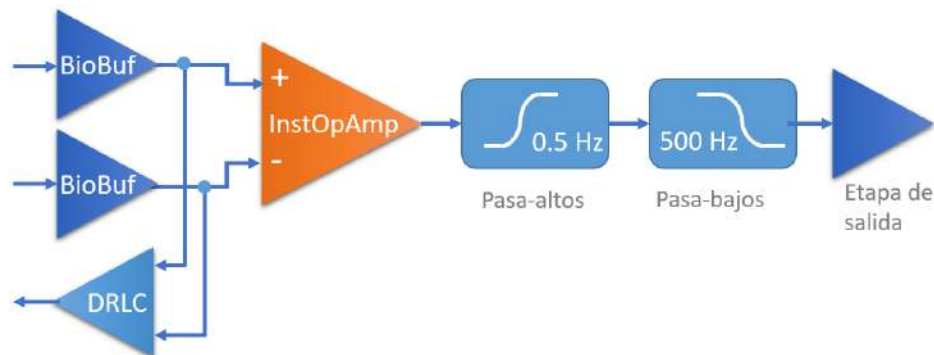 BioBuf
+
InstOpAmp
-
BioBuf
DRLC
0.5 Hz
500 Hz
Pasa-altos
Pasa-bajos
Etapa de
salida